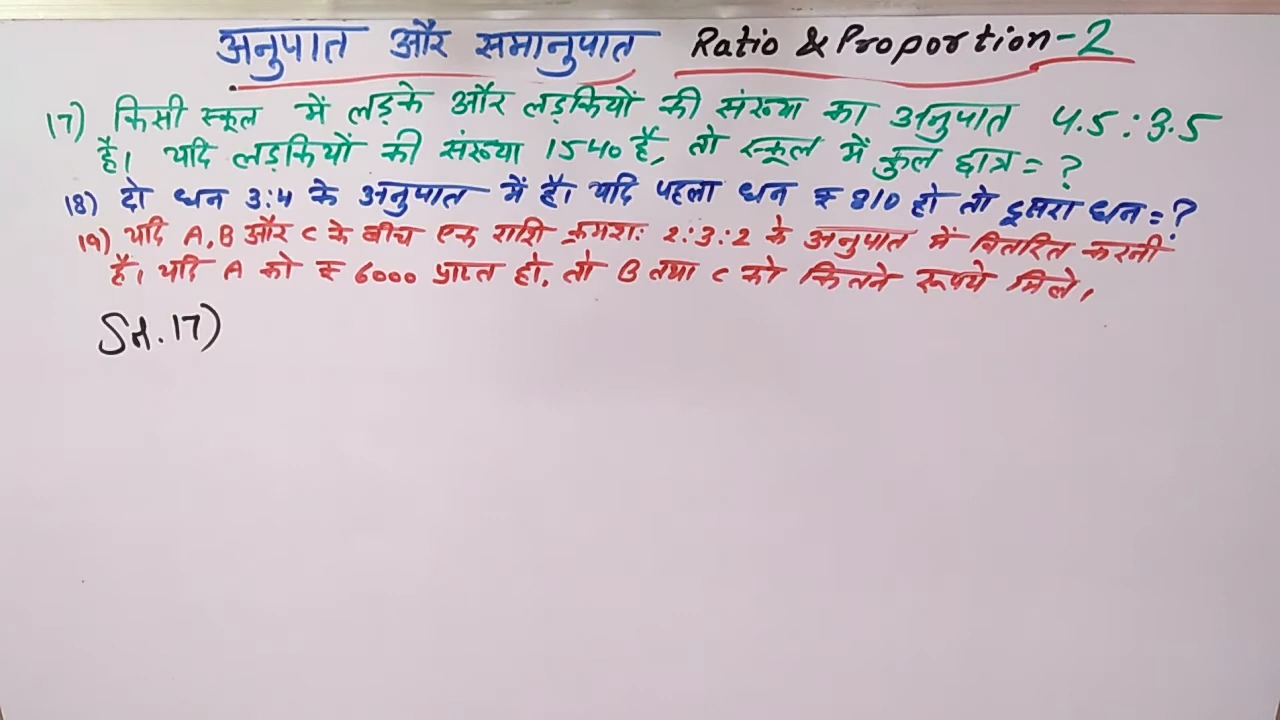 अनुपात और समानुपात Ratio & Proportion-2
17) किसी स्कूल में लड़के और लड़कियों की संख्या का अनुपात 4.5:3.5
है। यदि लड़कियों की संख्या 1540 है, तो स्कूल में कुल छात्र=?
18) दो धन 3:4 के अनुपात में है। यदि पहला धन ₹ 810 हो तो दूसरा धन=?
19) यदि A, B और C के बीच एक राशि क्रमशः 2:3:2 के अनुपात में वितरित करनी
है। यदि A को ₹ 6000 प्राप्त हो, तो B तथा C को कितने रूपये मिले।
Sol. 17)